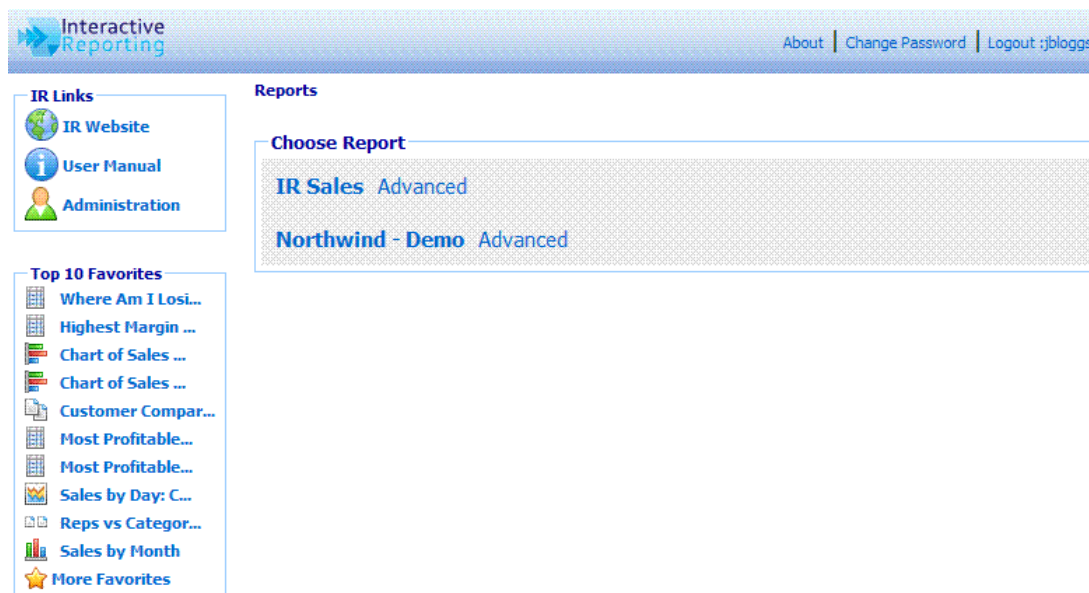 Interactive
Reporting
About | Change Password | Logout :jbloggs
IR Links
IR Website
User Manual
Administration
Top 10 Favorites
Where Am I Losi...
Highest Margin ...
Chart of Sales ...
Chart of Sales ...
Customer Compar...
Most Profitable...
Most Profitable...
Sales by Day: C...
Reps vs Categor...
Sales by Month
More Favorites
Reports
Choose Report
IR Sales Advanced
Northwind - Demo Advanced